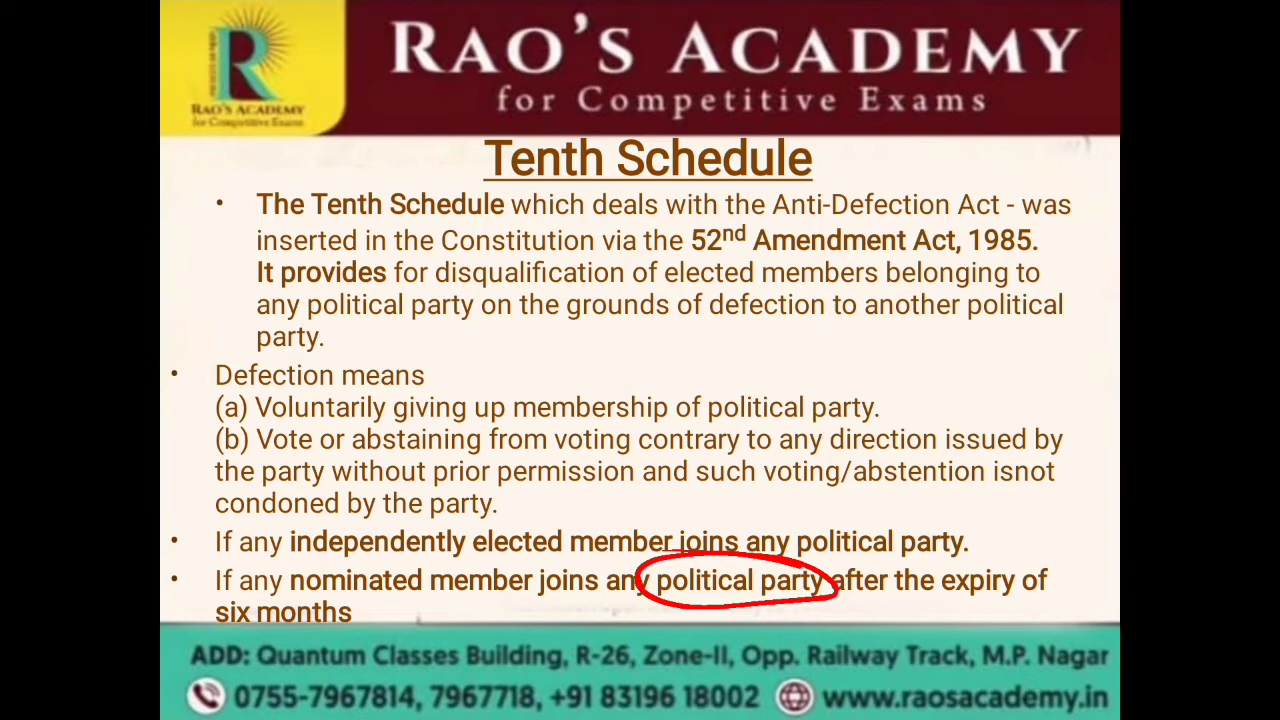 RAO'S ACADEMY
for Competitive Exams
RAO'S ACADEMY
for Competitive Exams
Tenth Schedule
• The Tenth Schedule which deals with the Anti-Defection Act - was
inserted in the Constitution via the 52nd Amendment Act, 1985.
It provides for disqualification of elected members belonging to
any political party on the grounds of defection to another political
party.
• Defection means
(a) Voluntarily giving up membership of political party.
(b) Vote or abstaining from voting contrary to any direction issued by
the party without prior permission and such voting/abstention isnot
condoned by the party.
• If any independently elected member joins any political party.
• If any nominated member joins any political party after the expiry of
six months
ADD: Quantum Classes Building, R-26, Zone-II, Opp. Railway Track, M.P. Nagar
0755-7967814, 7967718, +91 83196 18002 www.raosacademy.in